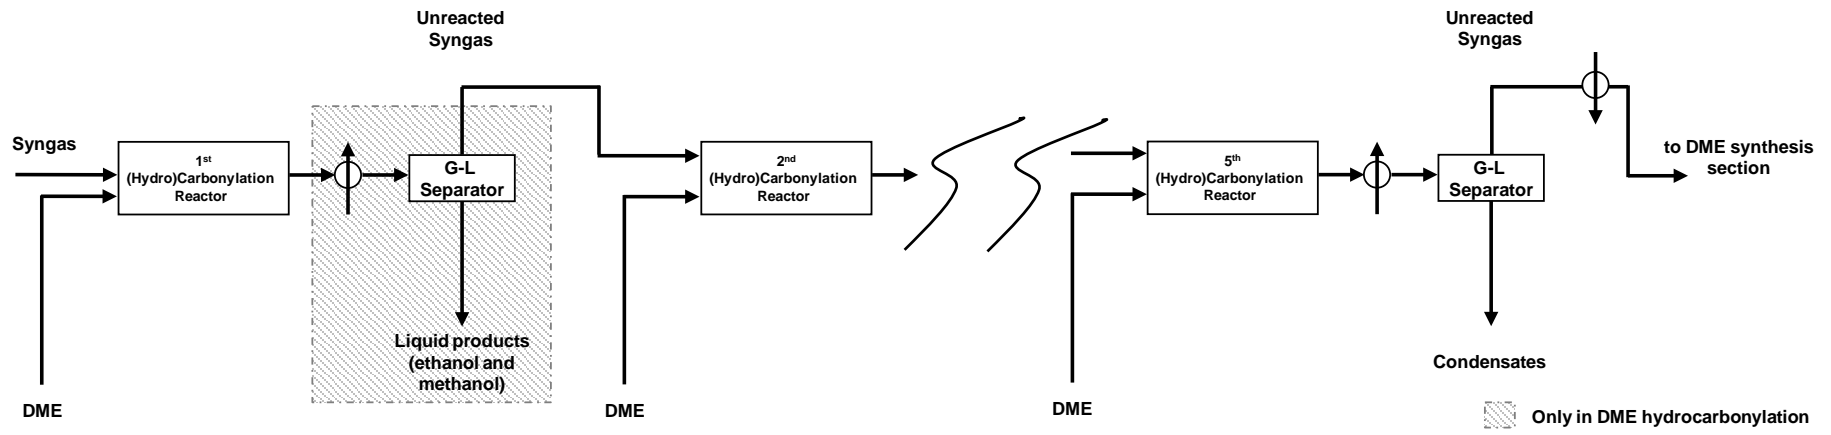 Unreacted
Syngas
Syngas
1st
(Hydro)Carbonylation
Reactor
G-L
Separator
Liquid products
(ethanol and
methanol)
DME
2nd
(Hydro)Carbonylation
Reactor
DME
5th
(Hydro)Carbonylation
Reactor
DME
Unreacted
Syngas
G-L
Separator
to DME synthesis
section
Condensates
Only in DME hydrocarbonylation